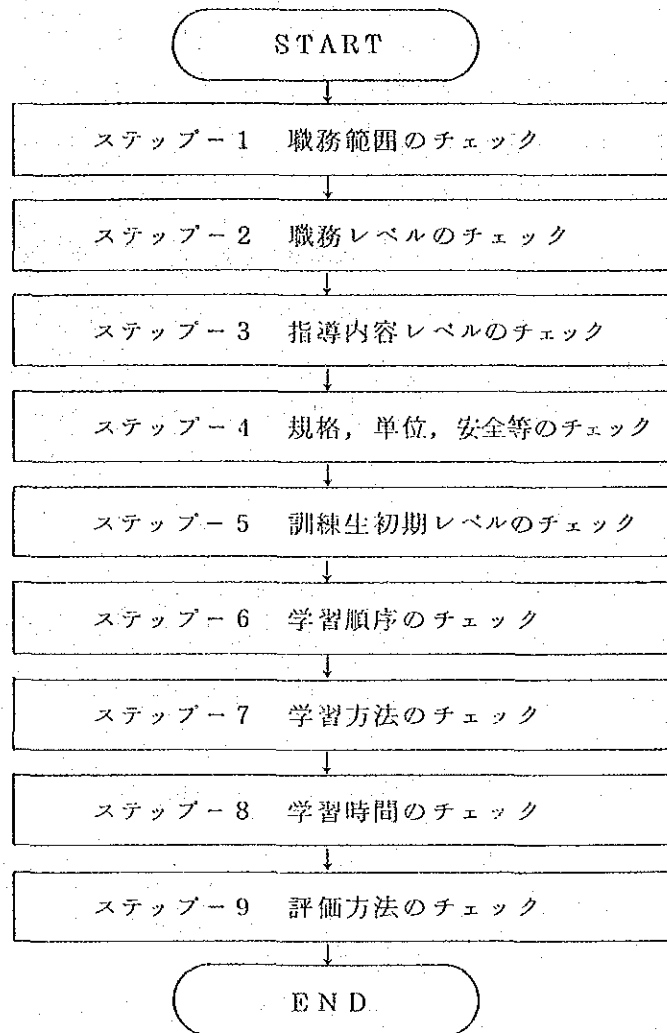 START
ステップ－1 職務範囲のチェック
ステップ－2 職務レベルのチェック
ステップ－3 指導内容レベルのチェック
ステップ－4 規格，単位，安全等のチェック
ステップ－5 訓練生初期レベルのチェック
ステップ－6 学習順序のチェック
ステップ－7 学習方法のチェック
ステップ－8 学習時間のチェック
ステップ－9 評価方法のチェック
END